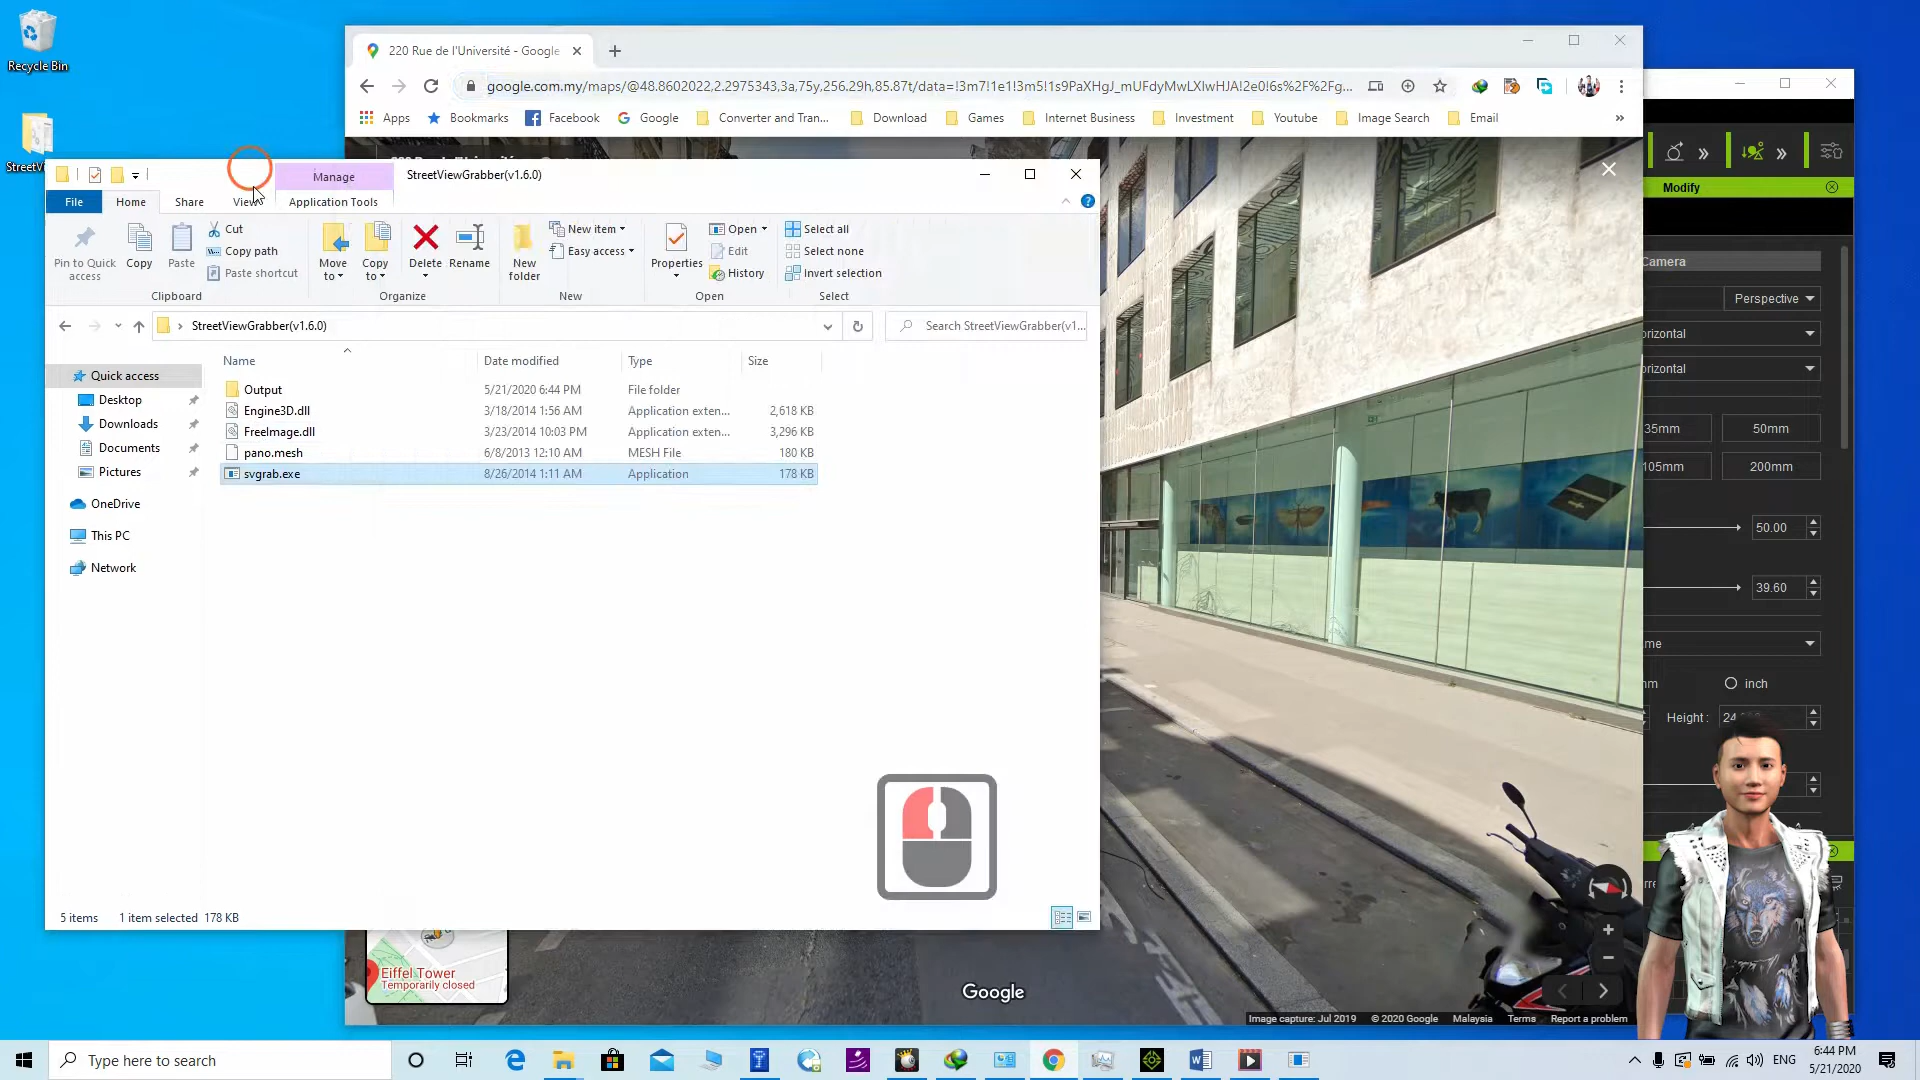 Recycle Bin
StreetVi
220 Rue de l'Université - Google
google.com.my/maps/@48.8602022,2.2975343,3a,75y,256.29h,85.87t/data=!3m7!1e1!3m5!1s9PaXHgJ_mUFdyMwLXIwHJA!2e0!6s%2F%2Fg...
Apps
Bookmarks
Facebook
Google
Converter and Tran...
Download
Games
Internet Business
Investment
Youtube
Image Search
Email
»
Manage
StreetViewGrabber(v1.6.0)
File
Home
Share
View
Application Tools
Pin to Quick
access
Copy
Paste
Cut
Copy path
Paste shortcut
Clipboard
Move
to
Copy
to
Delete
Rename
Organize
New
folder
New item
Easy access
New
Properties
Open
Edit
History
Open
Select all
Select none
Invert selection
Select
StreetViewGrabber(v1.6.0)
Search StreetViewGrabber(v1...
Name
Date modified
Type
Size
Output
5/21/2020 6:44 PM
File folder
Engine3D.dll
3/18/2014 1:56 AM
Application exten...
2,618 KB
FreeImage.dll
3/23/2014 10:03 PM
Application exten...
3,296 KB
pano.mesh
6/8/2013 12:10 AM
MESH File
180 KB
svgrab.exe
8/26/2014 1:11 AM
Application
178 KB
Quick access
Desktop
Downloads
Documents
Pictures
OneDrive
This PC
Network
5 items
1 item selected
178 KB
Modify
Camera
Perspective
rizontal
rizontal
35mm
50mm
105mm
200mm
50.00
39.60
me
m
inch
Height :
Eiffel Tower
Temporarily closed
Google
Image capture: Jul 2019
© 2020 Google
Malaysia
Terms
Report a problem
Type here to search
ENG
6:44 PM
5/21/2020